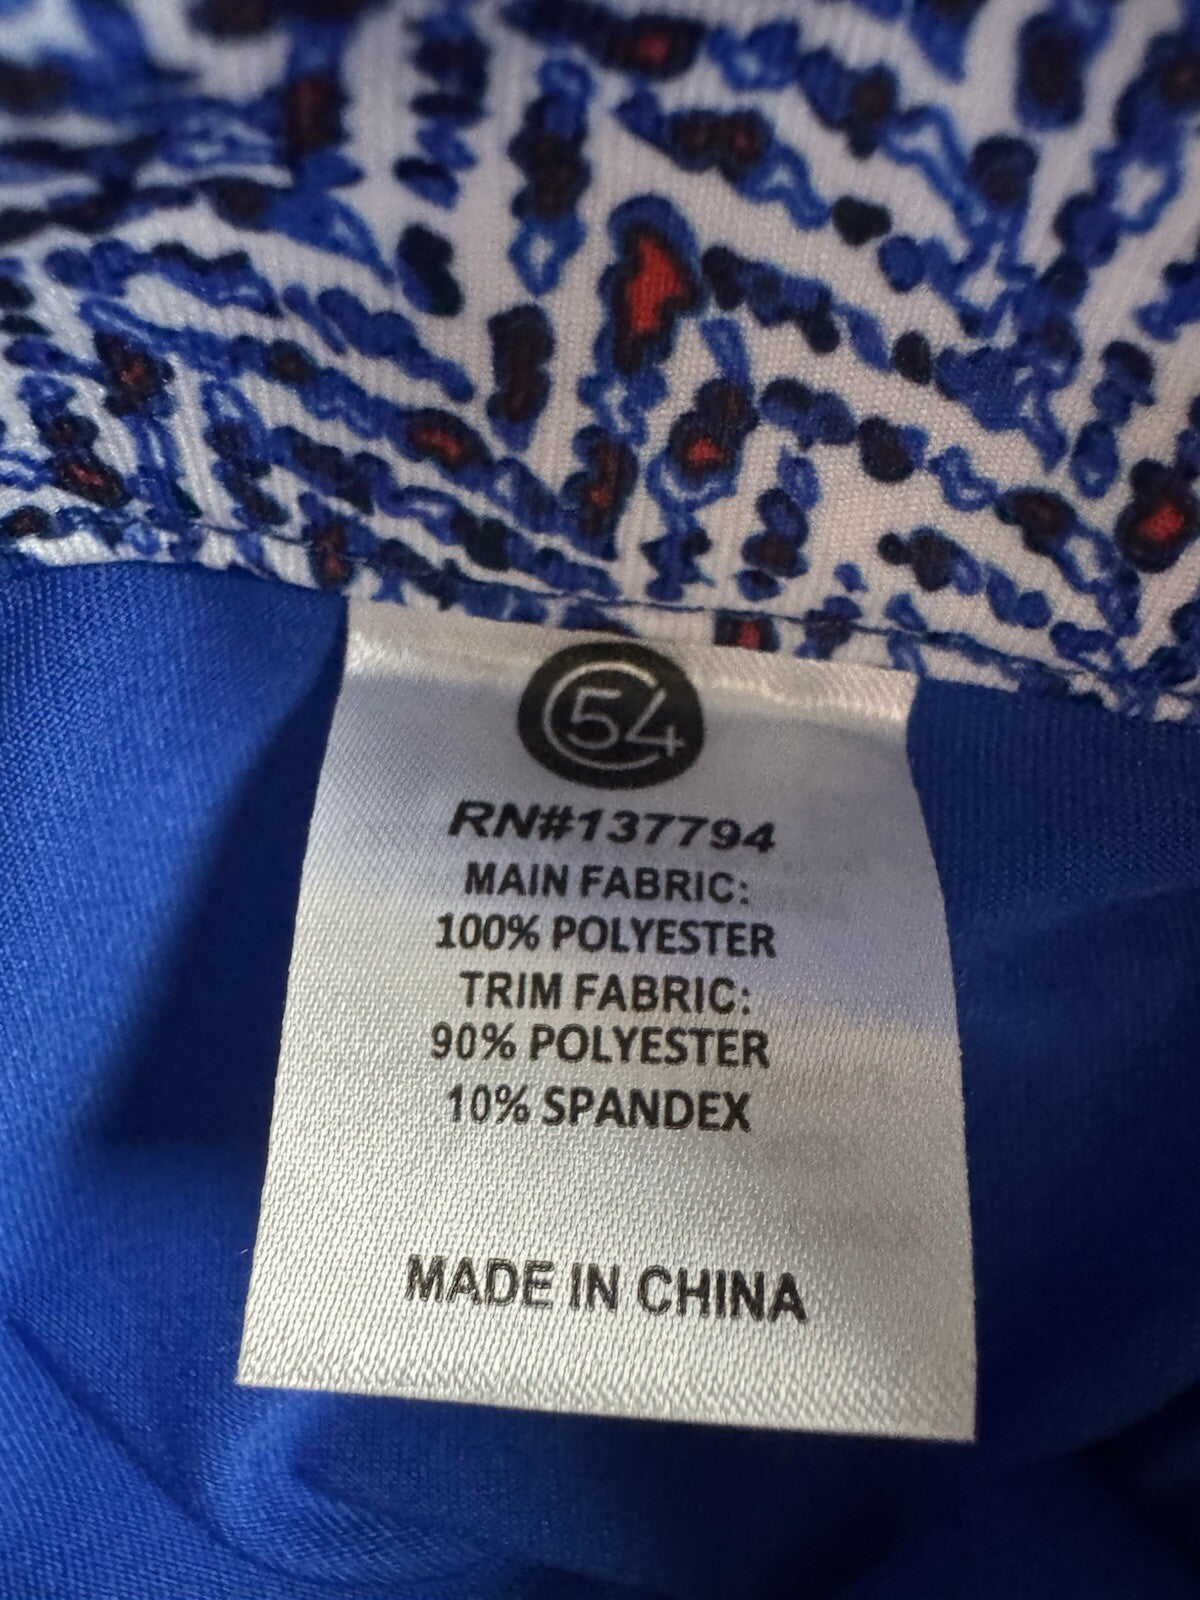 C54
RN#137794
MAIN FABRIC:
100% POLYESTER
TRIM FABRIC:
90% POLYESTER
10% SPANDEX
MADE IN CHINA